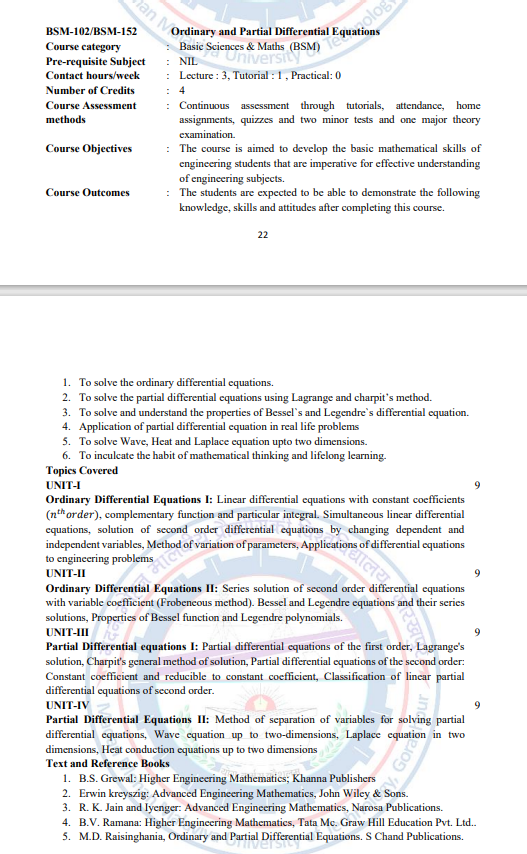 BSM-102/BSM-152 Ordinary and Partial Differential Equations
Course category : Basic Sciences & Maths (BSM)
Pre-requisite Subject : NIL
Contact hours/week : Lecture : 3, Tutorial : 1 , Practical: 0
Number of Credits : 4
Course Assessment : Continuous assessment through tutorials, attendance, home
methods assignments, quizzes and two minor tests and one major theory
examination.
Course Objectives : The course is aimed to develop the basic mathematical skills of
engineering students that are imperative for effective understanding
of engineering subjects.
Course Outcomes : The students are expected to be able to demonstrate the following
knowledge, skills and attitudes after completing this course.
22
1. To solve the ordinary differential equations.
2. To solve the partial differential equations using Lagrange and charpit's method.
3. To solve and understand the properties of Bessel`s and Legendre`s differential equation.
4. Application of partial differential equation in real life problems
5. To solve Wave, Heat and Laplace equation upto two dimensions.
6. To inculcate the habit of mathematical thinking and lifelong learning.
Topics Covered
UNIT-I 9
Ordinary Differential Equations I: Linear differential equations with constant coefficients
(nᵗʰorder), complementary function and particular integral. Simultaneous linear differential
equations, solution of second order differential equations by changing dependent and
independent variables, Method of variation of parameters, Applications of differential equations
to engineering problems
UNIT-II 9
Ordinary Differential Equations II: Series solution of second order differential equations
with variable coefficient (Frobeneous method). Bessel and Legendre equations and their series
solutions, Properties of Bessel function and Legendre polynomials.
UNIT-III 9
Partial Differential equations I: Partial differential equations of the first order, Lagrange's
solution, Charpit's general method of solution, Partial differential equations of the second order:
Constant coefficient and reducible to constant coefficient, Classification of linear partial
differential equations of second order.
UNIT-IV 9
Partial Differential Equations II: Method of separation of variables for solving partial
differential equations, Wave equation up to two-dimensions, Laplace equation in two
dimensions, Heat conduction equations up to two dimensions
Text and Reference Books
1. B.S. Grewal: Higher Engineering Mathematics; Khanna Publishers
2. Erwin kreyszig: Advanced Engineering Mathematics, John Wiley & Sons.
3. R. K. Jain and Iyenger: Advanced Engineering Mathematics, Narosa Publications.
4. B.V. Ramana: Higher Engineering Mathematics, Tata Mc. Graw Hill Education Pvt. Ltd..
5. M.D. Raisinghania, Ordinary and Partial Differential Equations. S Chand Publications.